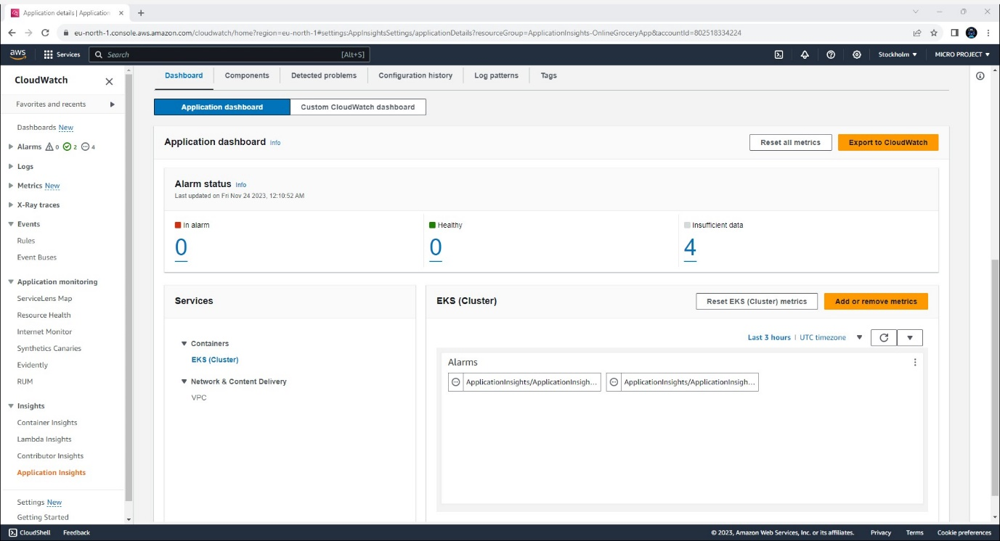 Application details | Application
eu-north-1.console.aws.amazon.com/cloudwatch/home?region=eu-north-1#settings:AppInsightsSettings/applicationDetails?resourceGroup=ApplicationInsights-OnlineGroceryApp&accountId=802518334224
aws Services Search [Alt+S] Stockholm MICRO PROJECT
CloudWatch
Favorites and recents
Dashboards New
Alarms 0 2 4
Logs
Metrics New
X-Ray traces
Events
Rules
Event Buses
Application monitoring
ServiceLens Map
Resource Health
Internet Monitor
Synthetics Canaries
Evidently
RUM
Insights
Container Insights
Lambda Insights
Contributor Insights
Application Insights
Settings New
Getting Started
Dashboard Components Detected problems Configuration history Log patterns Tags
Application dashboard Custom CloudWatch dashboard
Application dashboard Info Reset all metrics Export to CloudWatch
Alarm status Info
Last updated on Fri Nov 24 2023, 12:10:52 AM
In alarm Healthy Insufficient data
0 0 4
Services
Containers
EKS (Cluster)
Network & Content Delivery
VPC
EKS (Cluster) Reset EKS (Cluster) metrics Add or remove metrics
Last 3 hours | UTC timezone
Alarms
ApplicationInsights/ApplicationInsigh... ApplicationInsights/ApplicationInsigh...
CloudShell Feedback © 2023, Amazon Web Services, Inc. or its affiliates. Privacy Terms Cookie preferences